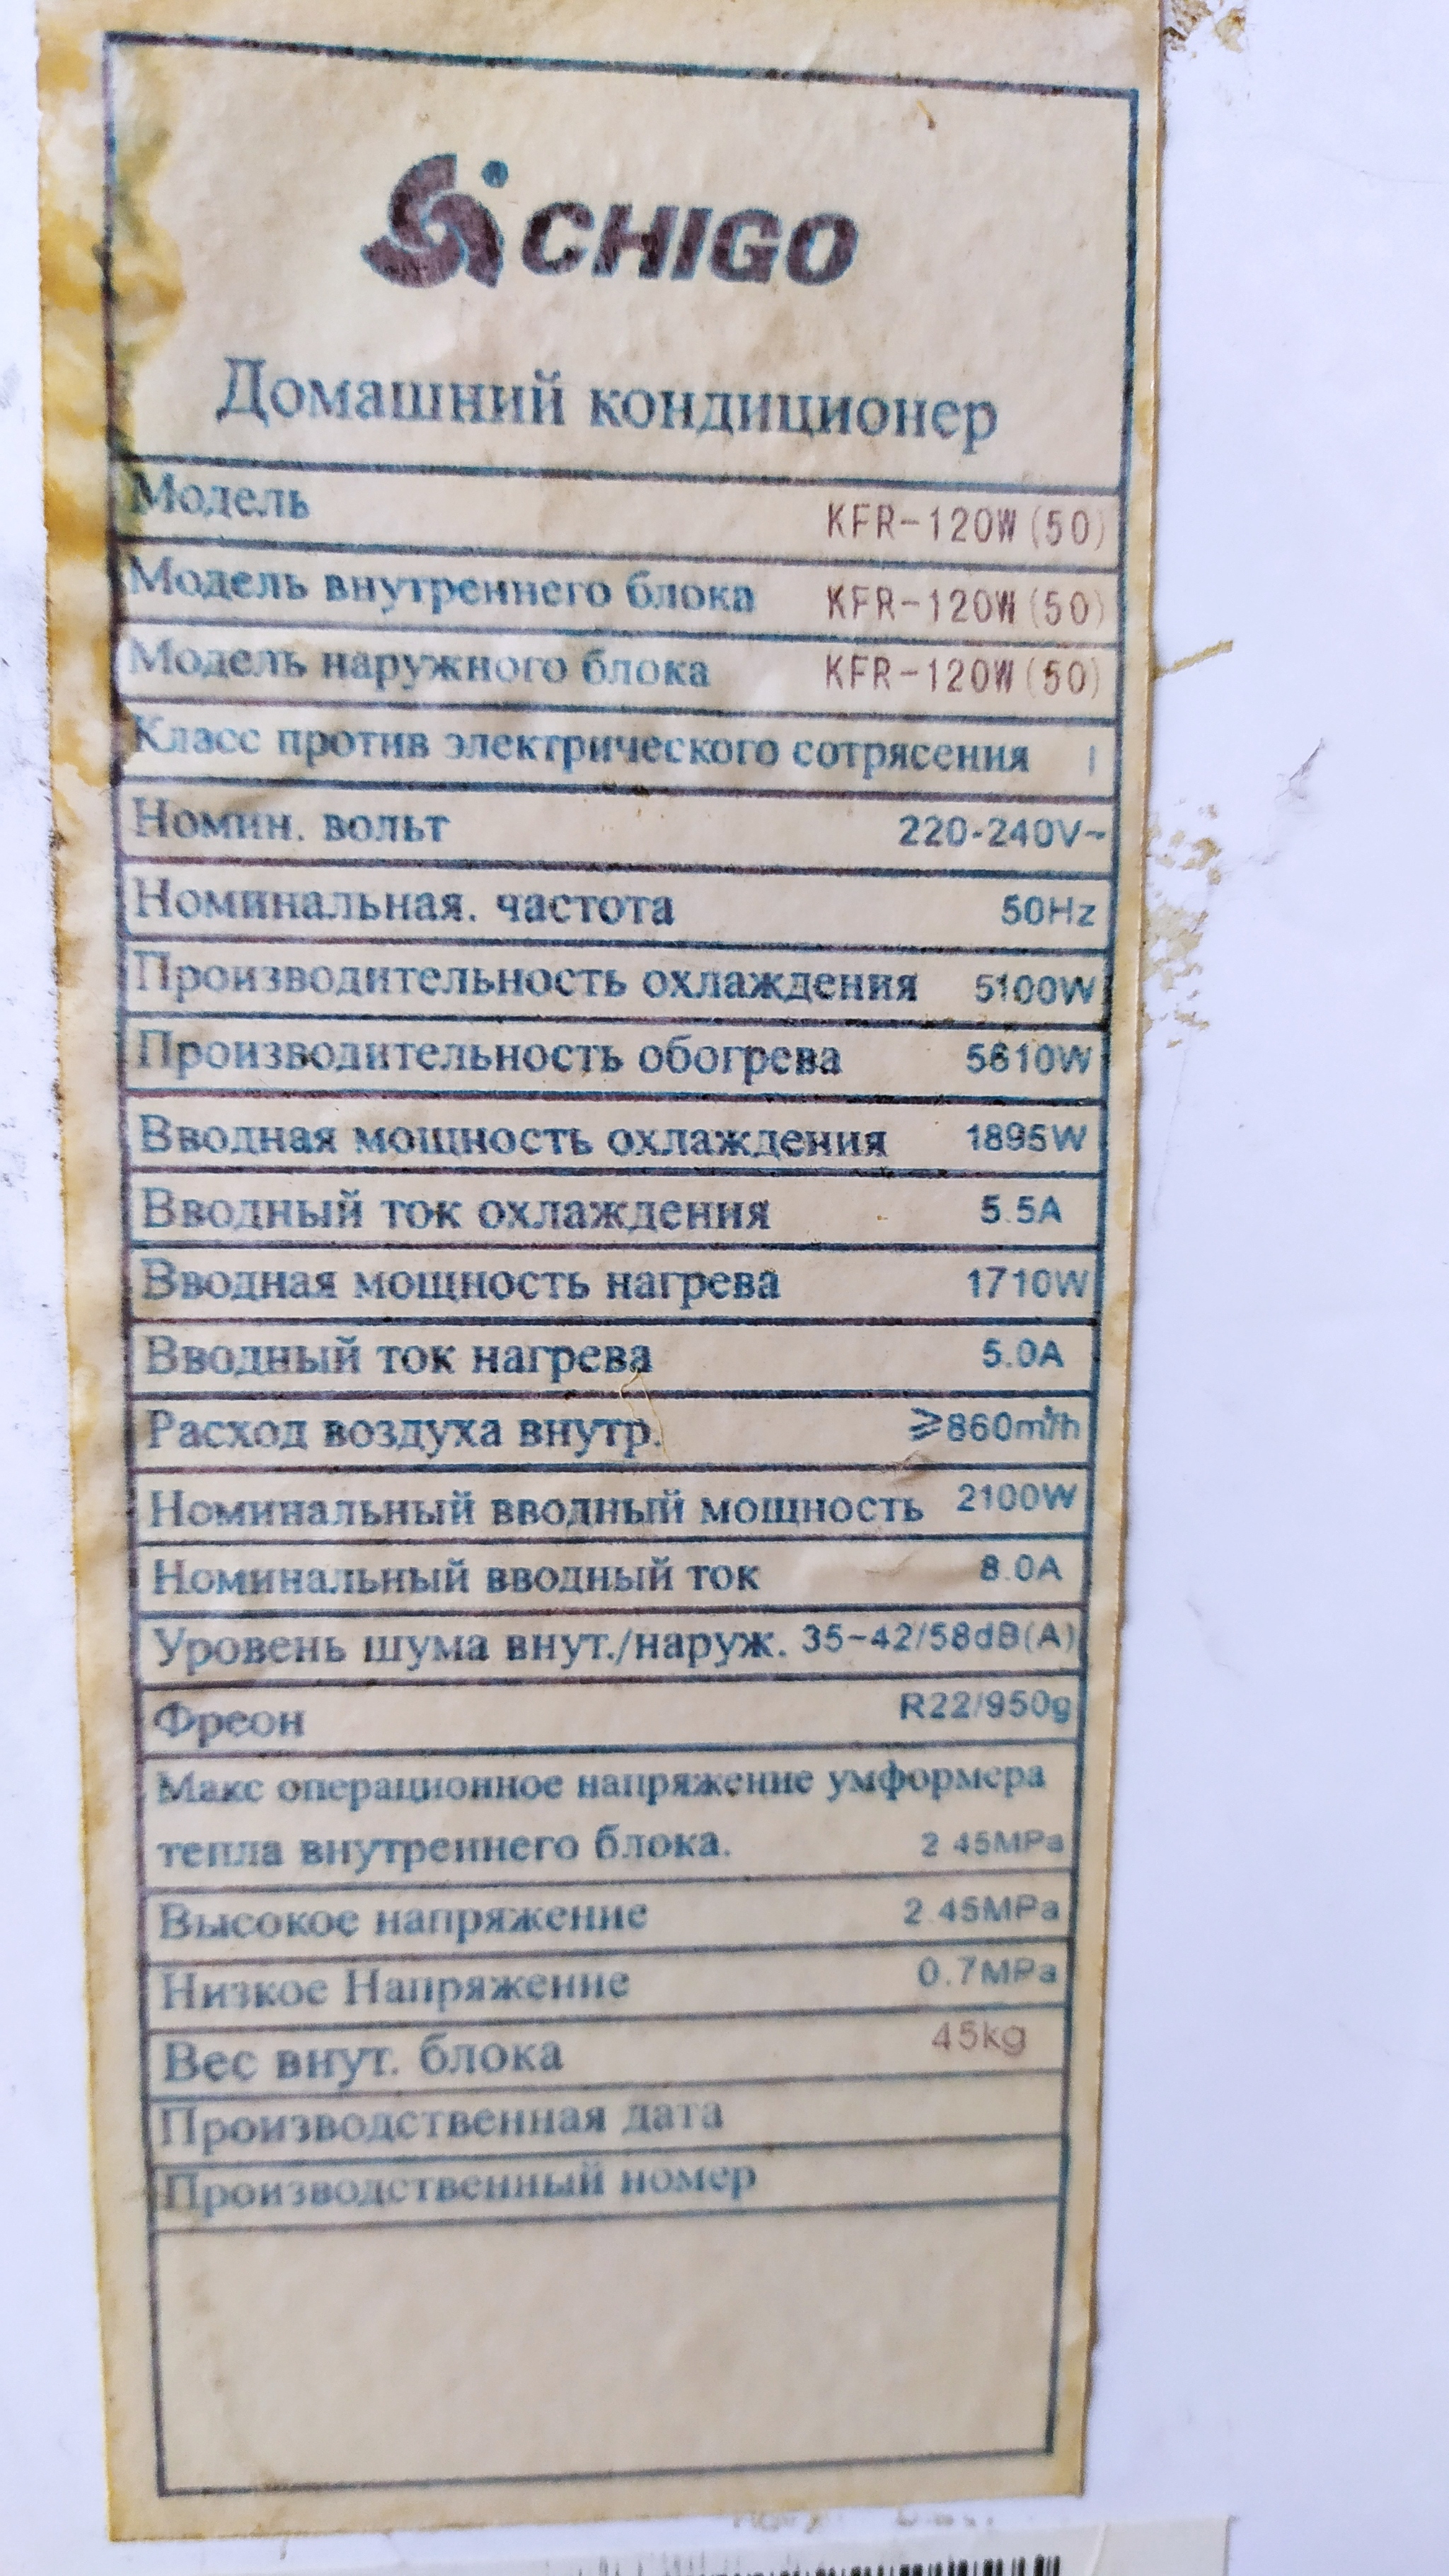 ® CHIGO
Домашний кондиционер
Модель KFR-120W(50)
Модель внутреннего блока KFR-120W(50)
Модель наружного блока KFR-120W(50)
Класс против электрического сотрясения I
Номин. вольт 220-240V~
Номинальная. частота 50Hz
Производительность охлаждения 5100W
Производительность обогрева 5610W
Вводная мощность охлаждения 1895W
Вводный ток охлаждения 5.5A
Вводная мощность нагрева 1710W
Вводный ток нагрева 5.0A
Расход воздуха внутр. ⩾860m³/h
Номинальный вводный мощность 2100W
Номинальный вводный ток 8.0A
Уровень шума внут./наруж. 35~42/58dB(A)
Фреон R22/950g
Макс операционное напряжение умформера
тепла внутреннего блока. 2.45MPa
Высокое напряжение 2.45MPa
Низкое Напряжение 0.7MPa
Вес внут. блока 45kg
Производственная дата
Производственный номер